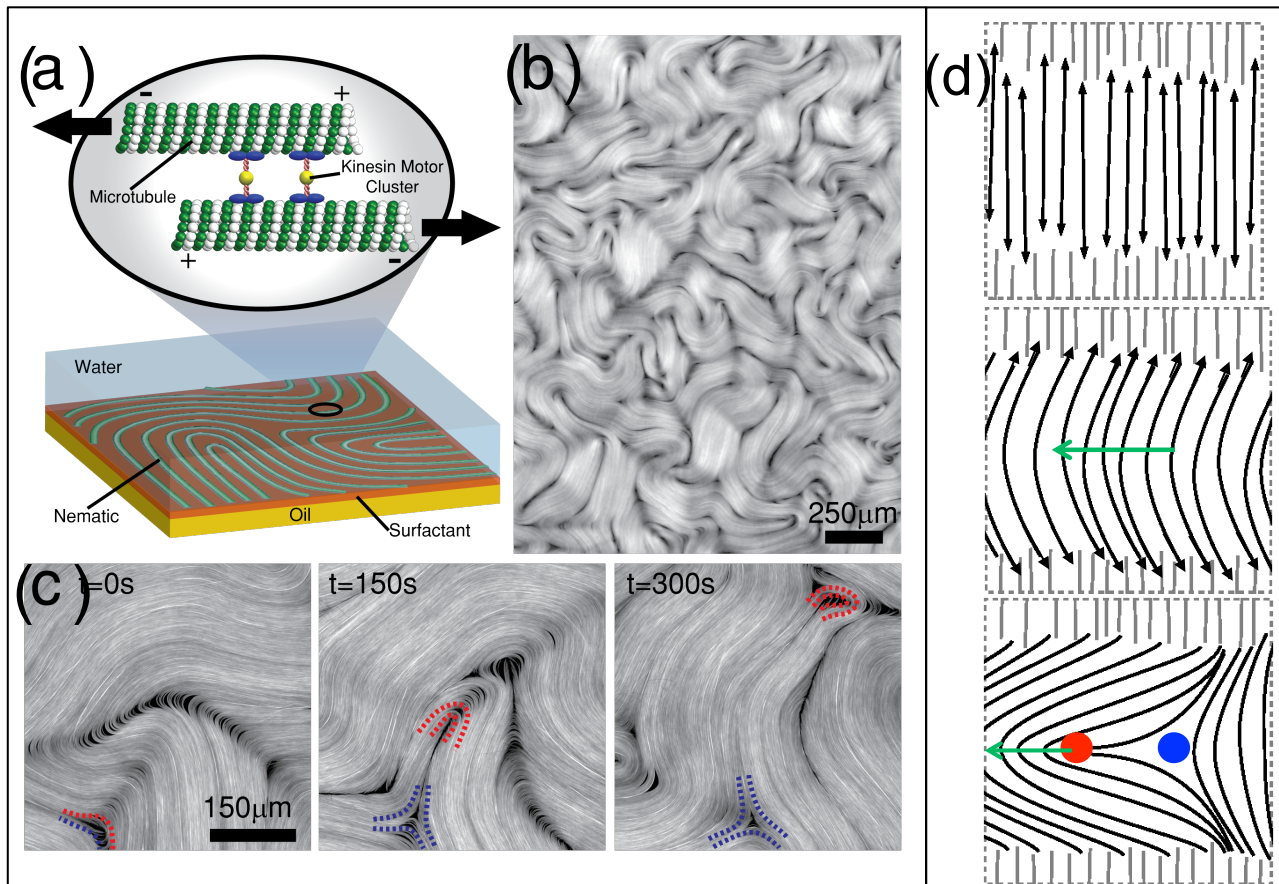 (a)
-
+
Microtubule
Kinesin Motor
Cluster
+
-
Water
Nematic
Oil
Surfactant
(b)
250μm
(c)
t=0s
150μm
t=150s
t=300s
(d)